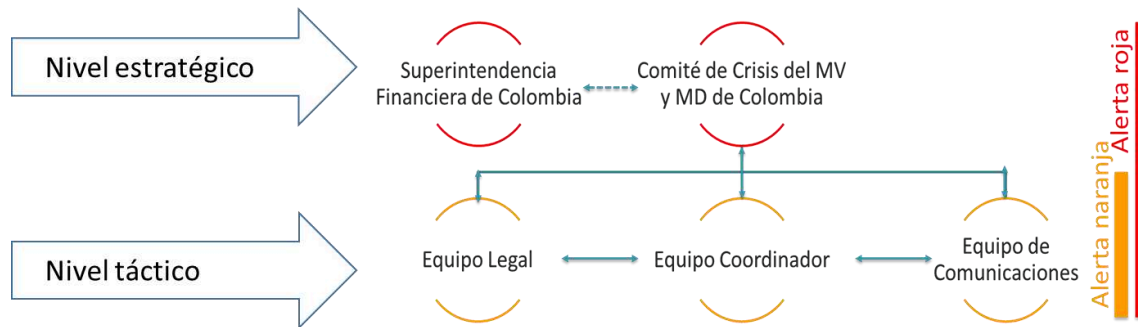 Nivel estratégico
Superintendencia
Financiera de Colombia
Comité de Crisis del MV
y MD de Colombia
Alerta roja
Nivel táctico
Equipo Legal
Equipo Coordinador
Equipo de
Comunicaciones
Alerta naranja